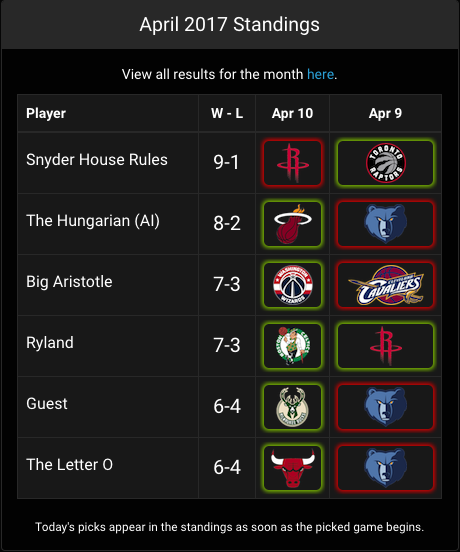 April 2017 Standings
View all results for the month here.
Player W - L Apr 10 Apr 9
Snyder House Rules 9-1 TORONTO RAPTORS
The Hungarian (Al) 8-2
Big Aristotle 7-3 WASHINGTON WIZARDS CAVALIERS
Ryland 7-3
Guest 6-4
The Letter O 6-4
Today's picks appear in the standings as soon as the picked game begins.